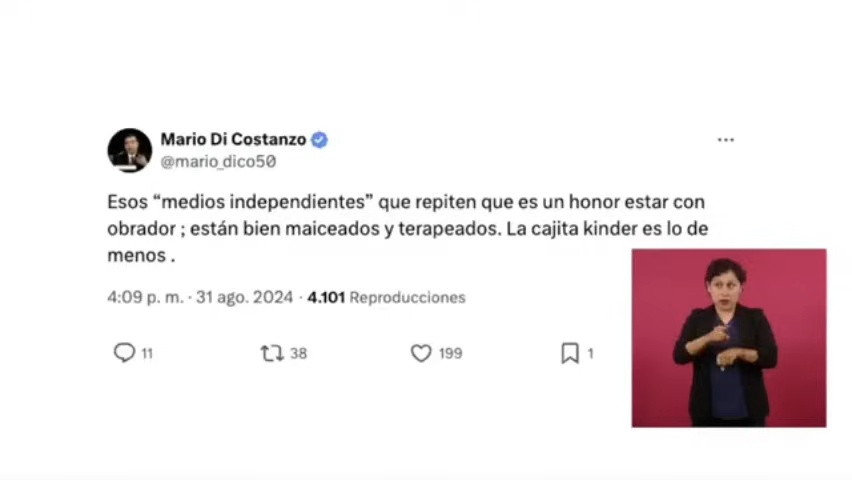 Mario Di Costanzo
@mario_dico50
Esos “medios independientes” que repiten que es un honor estar con
obrador ; están bien maiceados y terapeados. La cajita kinder es lo de
menos .
4:09 p. m. · 31 ago. 2024 · 4.101 Reproducciones
11 38 199 1